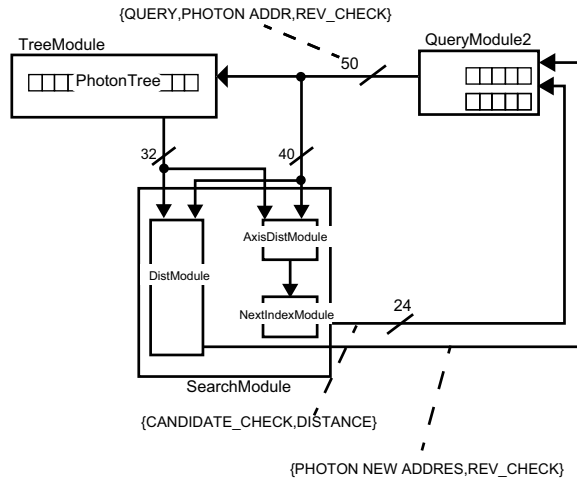 {QUERY,PHOTON ADDR,REV_CHECK}
TreeModule
QueryModule2
50
PhotonTree
32
40
AxisDistModule
DistModule
NextIndexModule
24
SearchModule
{CANDIDATE_CHECK,DISTANCE}
{PHOTON NEW ADDRES,REV_CHECK}